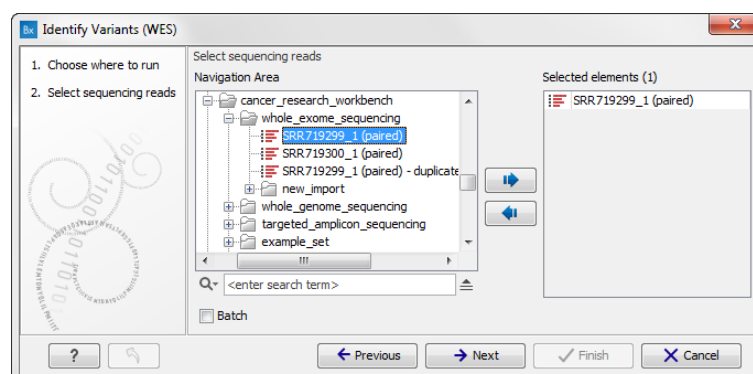 Bx Identify Variants (WES)
1. Choose where to run
2. Select sequencing reads
Select sequencing reads
Navigation Area
cancer_research_workbench
whole_exome_sequencing
SRR719299_1 (paired)
SRR719300_1 (paired)
SRR719299_1 (paired) - duplicate
new_import
whole_genome_sequencing
targeted_amplicon_sequencing
example_set
<enter search term>
Batch
Selected elements (1)
SRR719299_1 (paired)
?
Previous
Next
Finish
Cancel